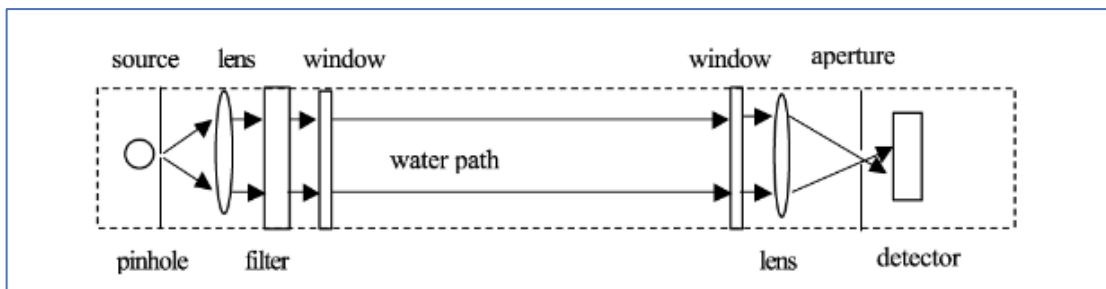 source lens window window aperture
water path
pinhole filter lens detector